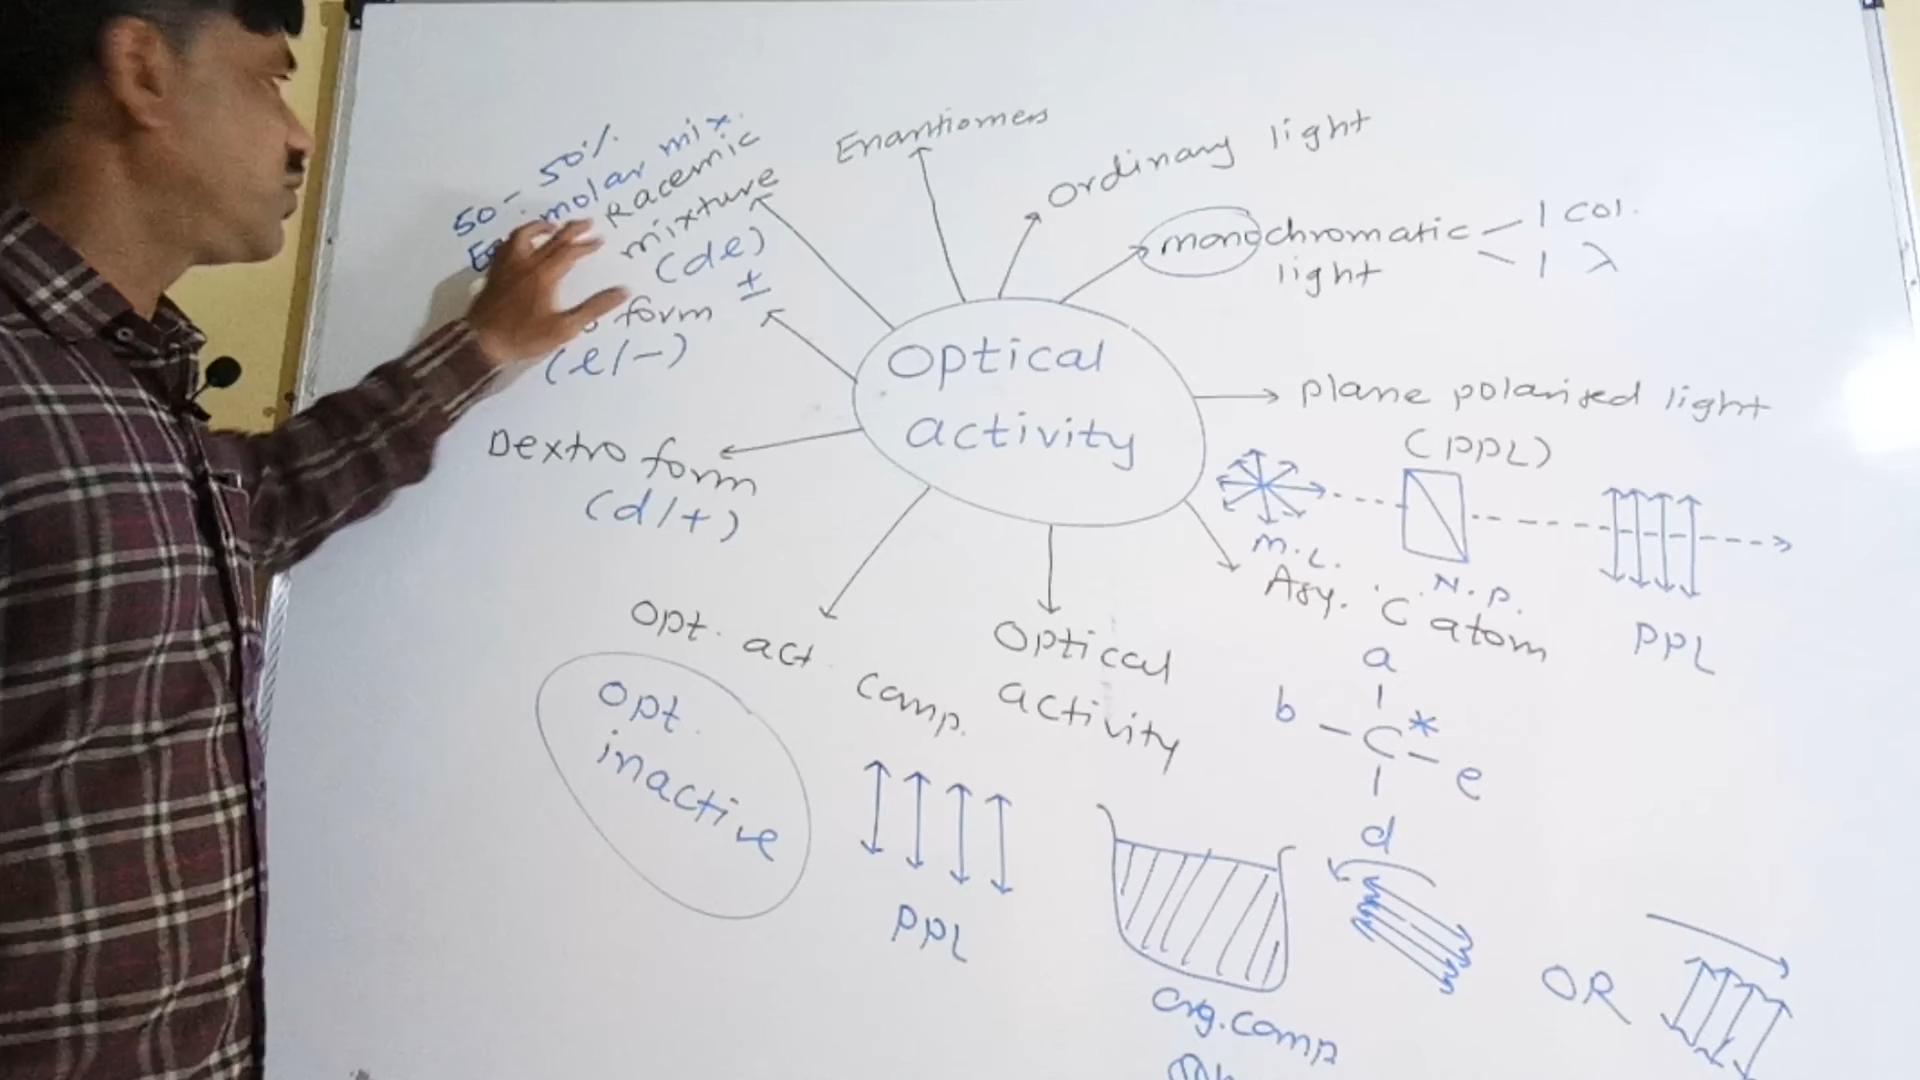 50-50%
molar mix.
Racemic
mixture
(dl)
±
form
(l/-)
Dextro form
(d/+)
Enantiomers
Ordinary light
monochromatic
light
1 col.
1 λ
Optical
activity
plane polarised light
(PPL)
M.L.
N.P.
PPL
Asy. 'C' atom
a
b - C* - e
d
Optical
activity
Opt. act. comp.
Opt.
inactive
PPL
Org. comp
OR